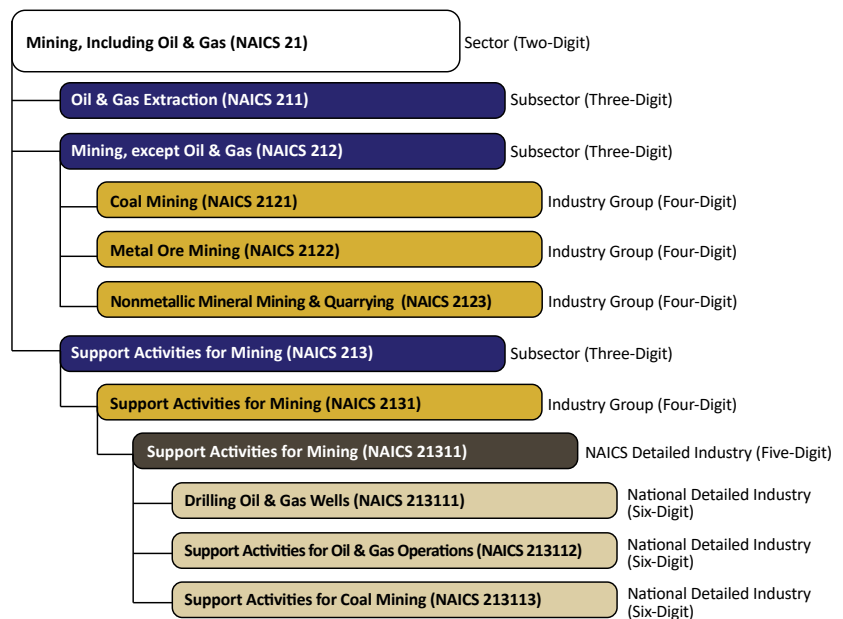 Mining, Including Oil & Gas (NAICS 21) Sector (Two-Digit)
Oil & Gas Extraction (NAICS 211) Subsector (Three-Digit)
Mining, except Oil & Gas (NAICS 212) Subsector (Three-Digit)
Coal Mining (NAICS 2121) Industry Group (Four-Digit)
Metal Ore Mining (NAICS 2122) Industry Group (Four-Digit)
Nonmetallic Mineral Mining & Quarrying (NAICS 2123) Industry Group (Four-Digit)
Support Activities for Mining (NAICS 213) Subsector (Three-Digit)
Support Activities for Mining (NAICS 2131) Industry Group (Four-Digit)
Support Activities for Mining (NAICS 21311) NAICS Detailed Industry (Five-Digit)
Drilling Oil & Gas Wells (NAICS 213111) National Detailed Industry
(Six-Digit)
Support Activities for Oil & Gas Operations (NAICS 213112) National Detailed Industry
(Six-Digit)
Support Activities for Coal Mining (NAICS 213113) National Detailed Industry
(Six-Digit)